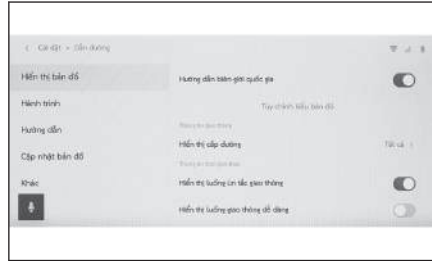 Cài đặt > Dẫn đường
Hiển thị bản đồ
Hành trình
Hướng dẫn
Cập nhật bản đồ
Khác
Hướng dẫn biên giới quốc gia
Tùy chỉnh kiểu bản đồ
Hiển thị cấp đường
Tất cả
Hiển thị luồng ùn tắc giao thông
Hiển thị luồng giao thông dễ dàng